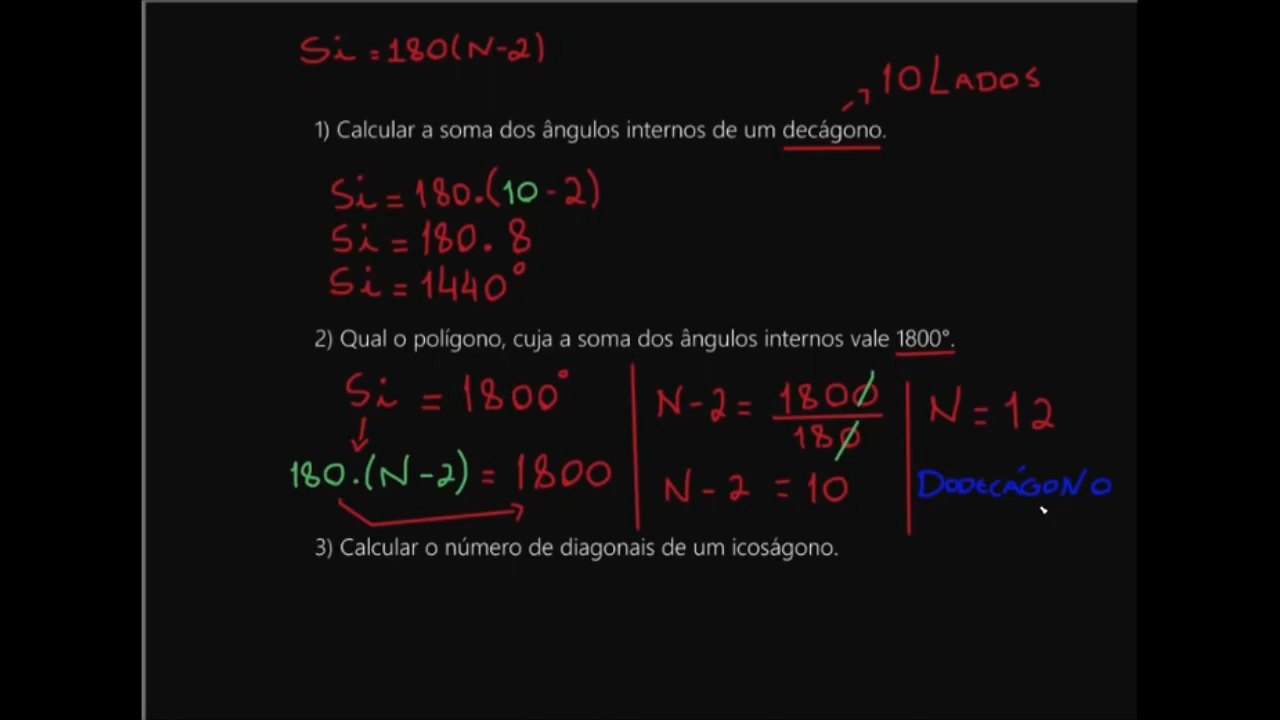 Si = 180(N-2)
10 LADOS
1) Calcular a soma dos ângulos internos de um decágono.
Si = 180.(10-2)
Si = 180.8
Si = 1440°
2) Qual o polígono, cuja a soma dos ângulos internos vale 1800°.
Si = 1800°
180.(N-2) = 1800
N-2 = 1800/180
N-2 = 10
N = 12
DODECÁGONO
3) Calcular o número de diagonais de um icoságono.